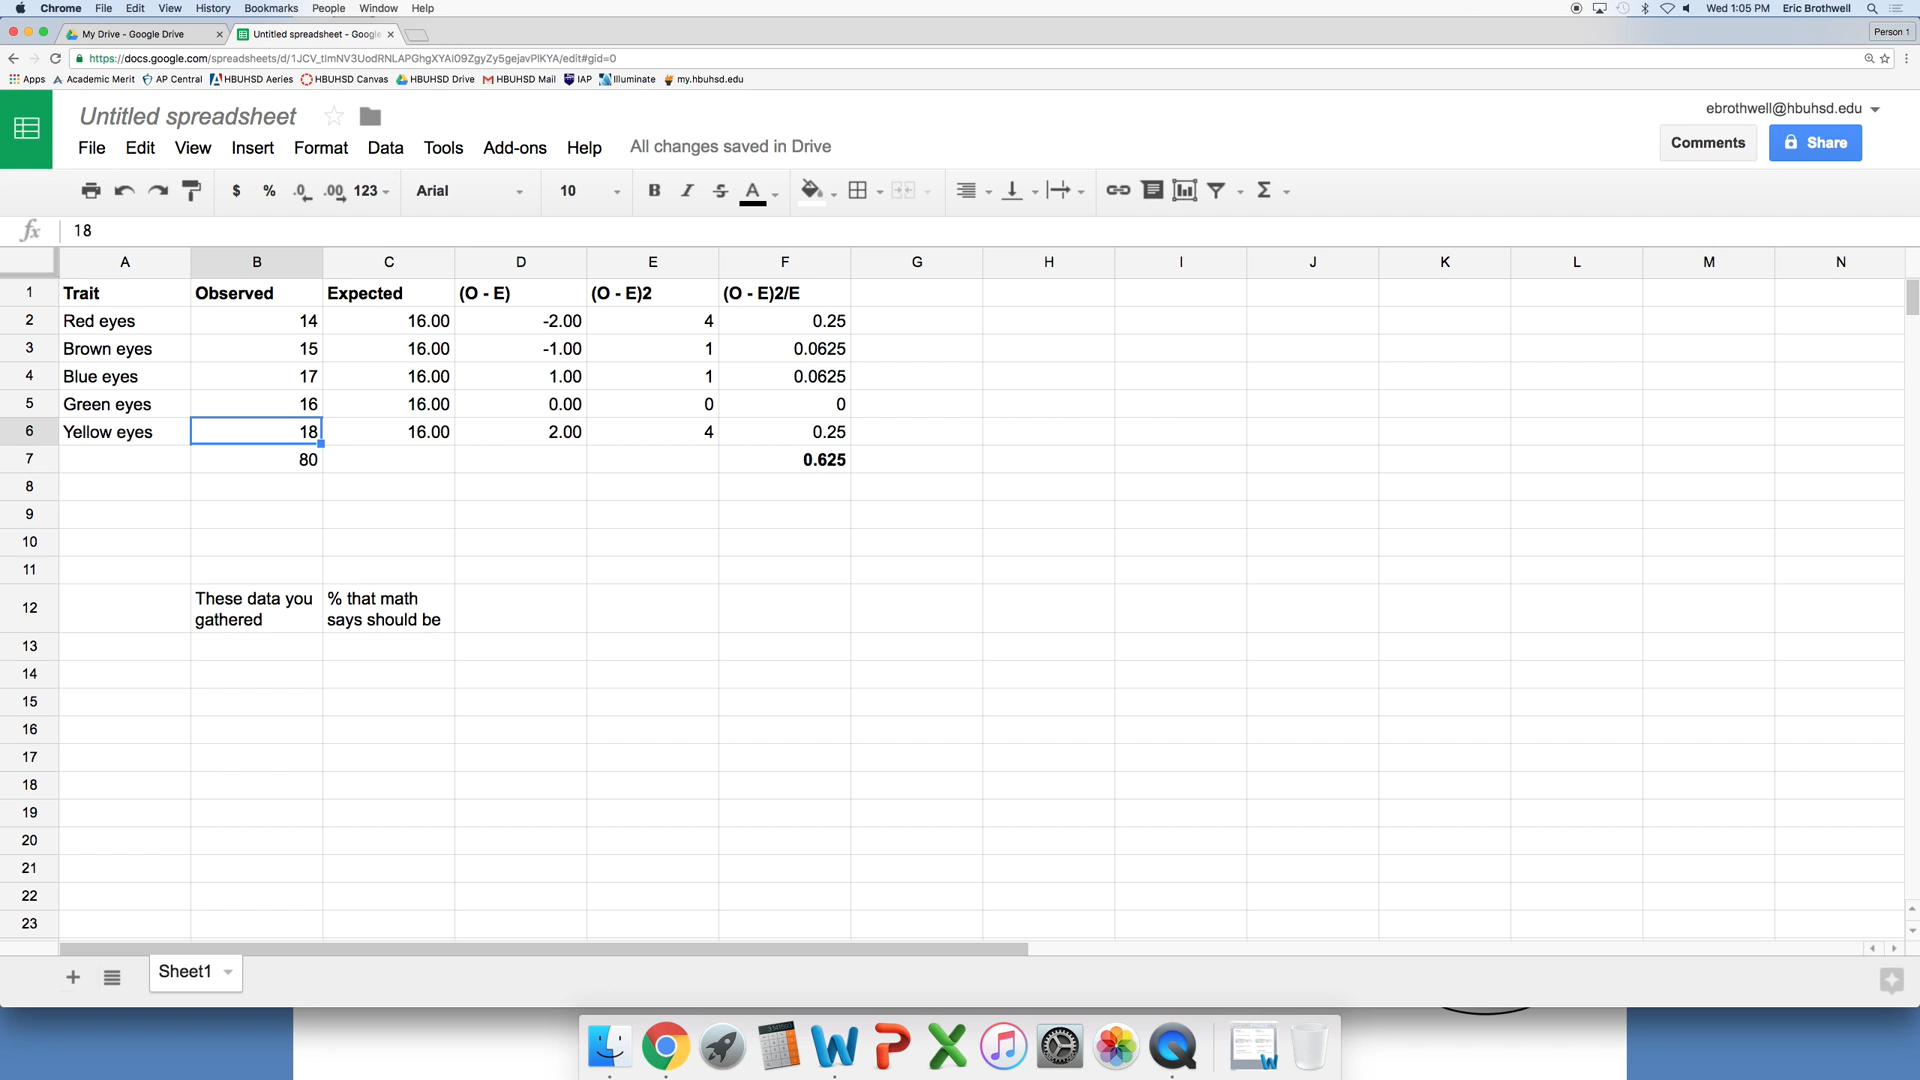 Chrome File Edit View History Bookmarks People Window Help Wed 1:05 PM Eric Brothwell
My Drive - Google Drive Untitled spreadsheet - Google Person 1
https://docs.google.com/spreadsheets/d/
Apps Academic Merit AP Central HBUHSD Aeries HBUHSD Canvas HBUHSD Drive HBUHSD Mail IAP Illuminate my.hbuhsd.edu
Untitled spreadsheet ebrothwell@hbuhsd.edu
File Edit View Insert Format Data Tools Add-ons Help All changes saved in Drive Comments Share
$ % .0 .00 123 Arial 10 B I S A Σ
fx 18
A B C D E F G H I J K L M N
1 Trait Observed Expected (O - E) (O - E)2 (O - E)2/E
2 Red eyes 14 16.00 -2.00 4 0.25
3 Brown eyes 15 16.00 -1.00 1 0.0625
4 Blue eyes 17 16.00 1.00 1 0.0625
5 Green eyes 16 16.00 0.00 0 0
6 Yellow eyes 18 16.00 2.00 4 0.25
7 80 0.625
8
9
10
11
12 These data you gathered % that math says should be
13
14
15
16
17
18
19
20
21
22
23
Sheet1